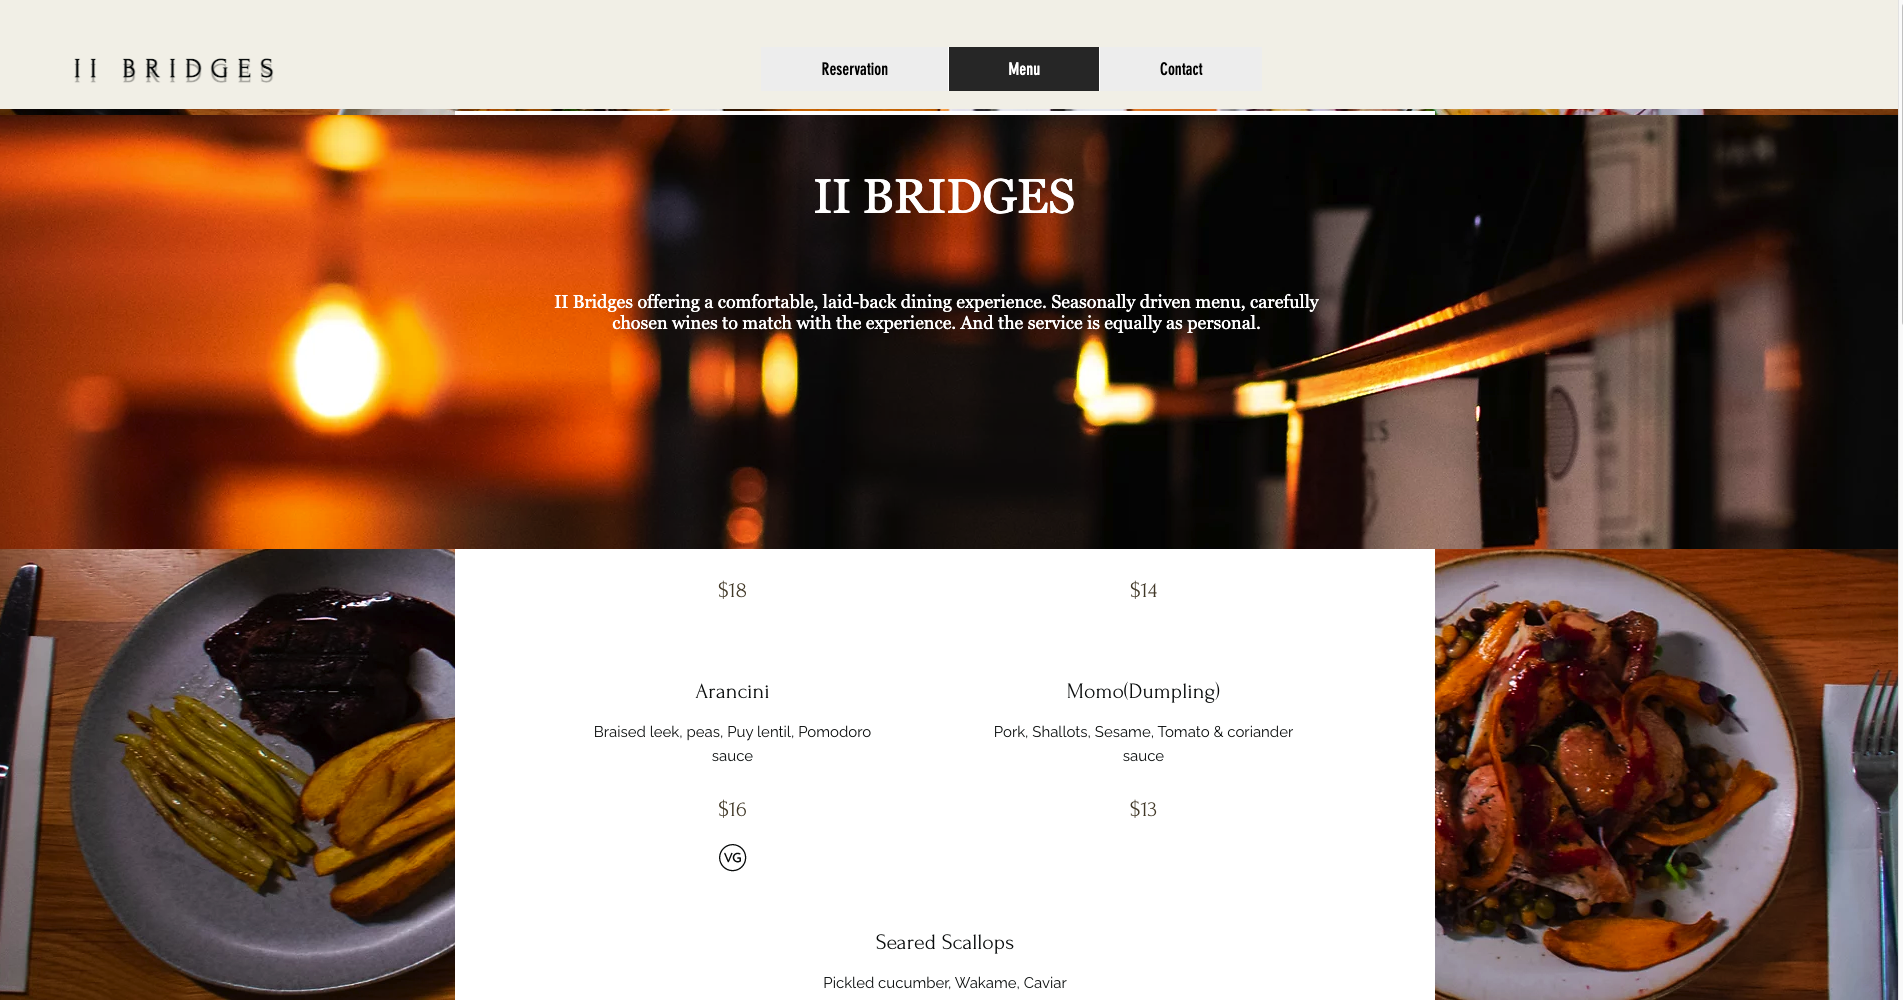 II BRIDGES
Reservation
Menu
Contact
II BRIDGES
II Bridges offering a comfortable, laid-back dining experience. Seasonally driven menu, carefully
chosen wines to match with the experience. And the service is equally as personal.
$18
$14
Arancini
Braised leek, peas, Puy lentil, Pomodoro
sauce
$16
VG
Momo(Dumpling)
Pork, Shallots, Sesame, Tomato & coriander
sauce
$13
Seared Scallops
Pickled cucumber, Wakame, Caviar